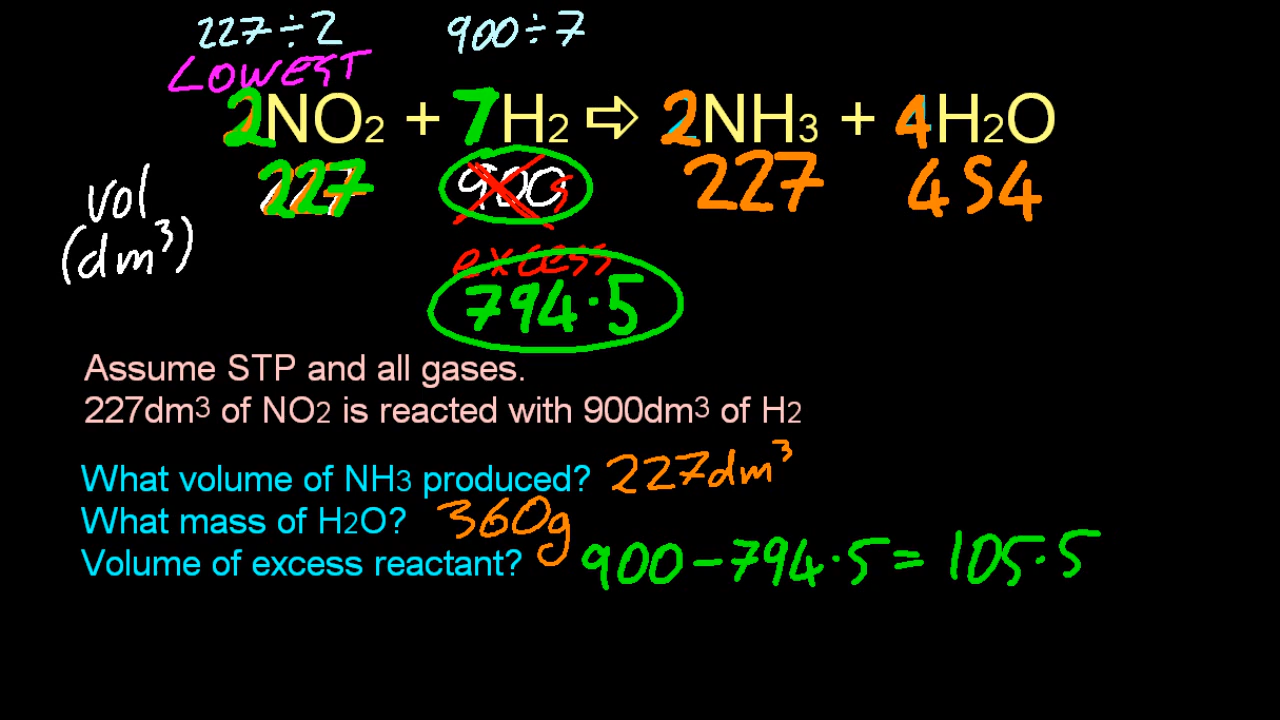 227÷2 900÷7
LOWEST
2NO2 + 7H2 ⇨ 2NH3 + 4H2O
vol (dm³) 227 900 227 454
excess
794.5
Assume STP and all gases.
227dm3 of NO2 is reacted with 900dm3 of H2
What volume of NH3 produced? 227dm³
What mass of H2O? 360g
Volume of excess reactant? 900-794.5=105.5